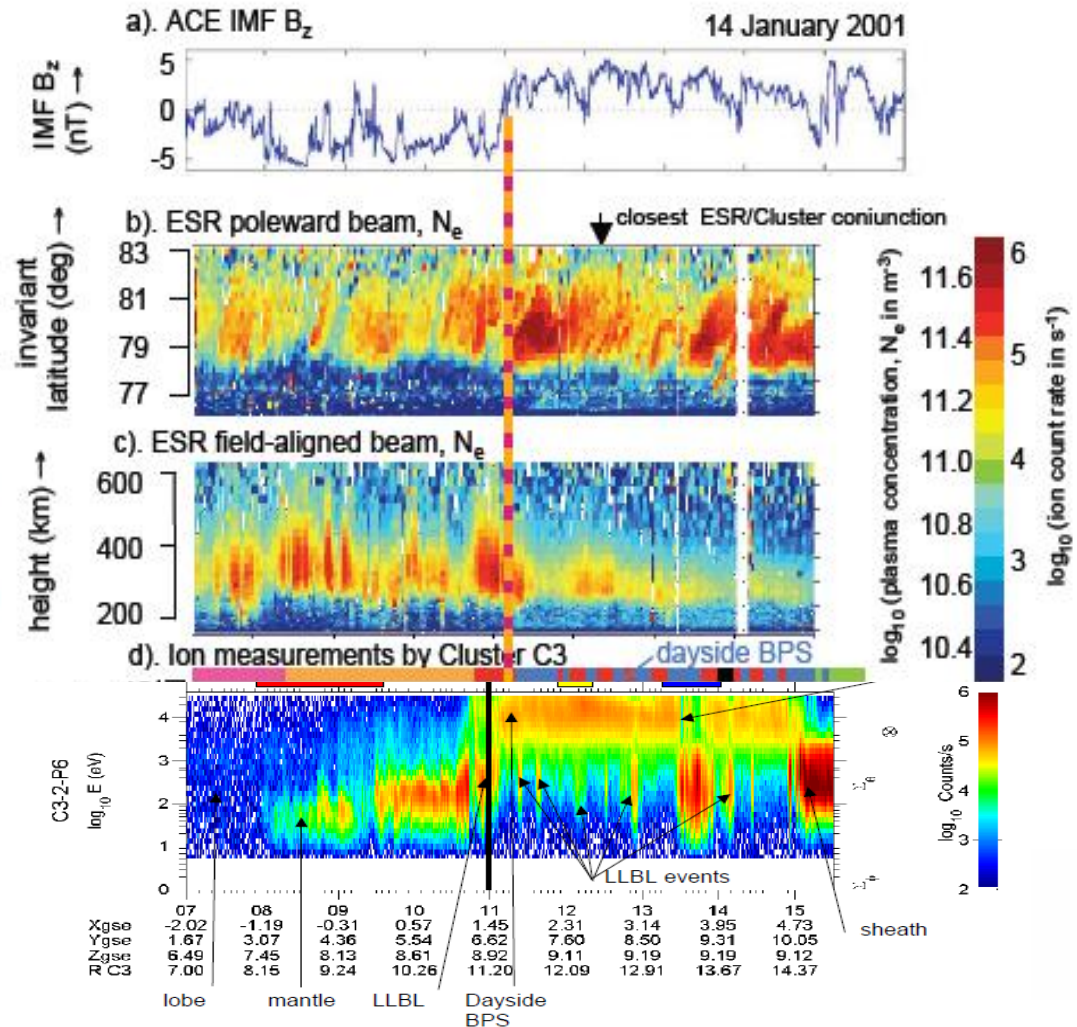 a). ACE IMF Bz
14 January 2001
IMF Bz (nT) →
5
0
-5
b). ESR poleward beam, Ne
closest ESR/Cluster coniunction
invariant latitude (deg) →
83
81
79
77
c). ESR field-aligned beam, Ne
height (km) →
600
400
200
log10 (plasma concentration, Ne in m-3)
11.6
11.4
11.2
11.0
10.8
10.6
10.4
6
5
4
3
2
log10 (ion count rate in s-1)
d). Ion measurements by Cluster C3
dayside BPS
C3-2-P6
log10 E (eV)
4
3
2
1
0
log10 Counts/s
6
5
4
3
2
LLBL events
sheath
07 08 09 10 11 12 13 14 15
Xgse -2.02 -1.19 -0.31 0.57 1.45 2.31 3.14 3.95 4.73
Ygse 1.67 3.07 4.36 5.54 6.62 7.60 8.50 9.31 10.05
Zgse 6.49 7.45 8.13 8.61 8.92 9.11 9.19 9.19 9.12
R C3 7.00 8.15 9.24 10.26 11.20 12.09 12.91 13.67 14.37
lobe
mantle
LLBL
Dayside
BPS